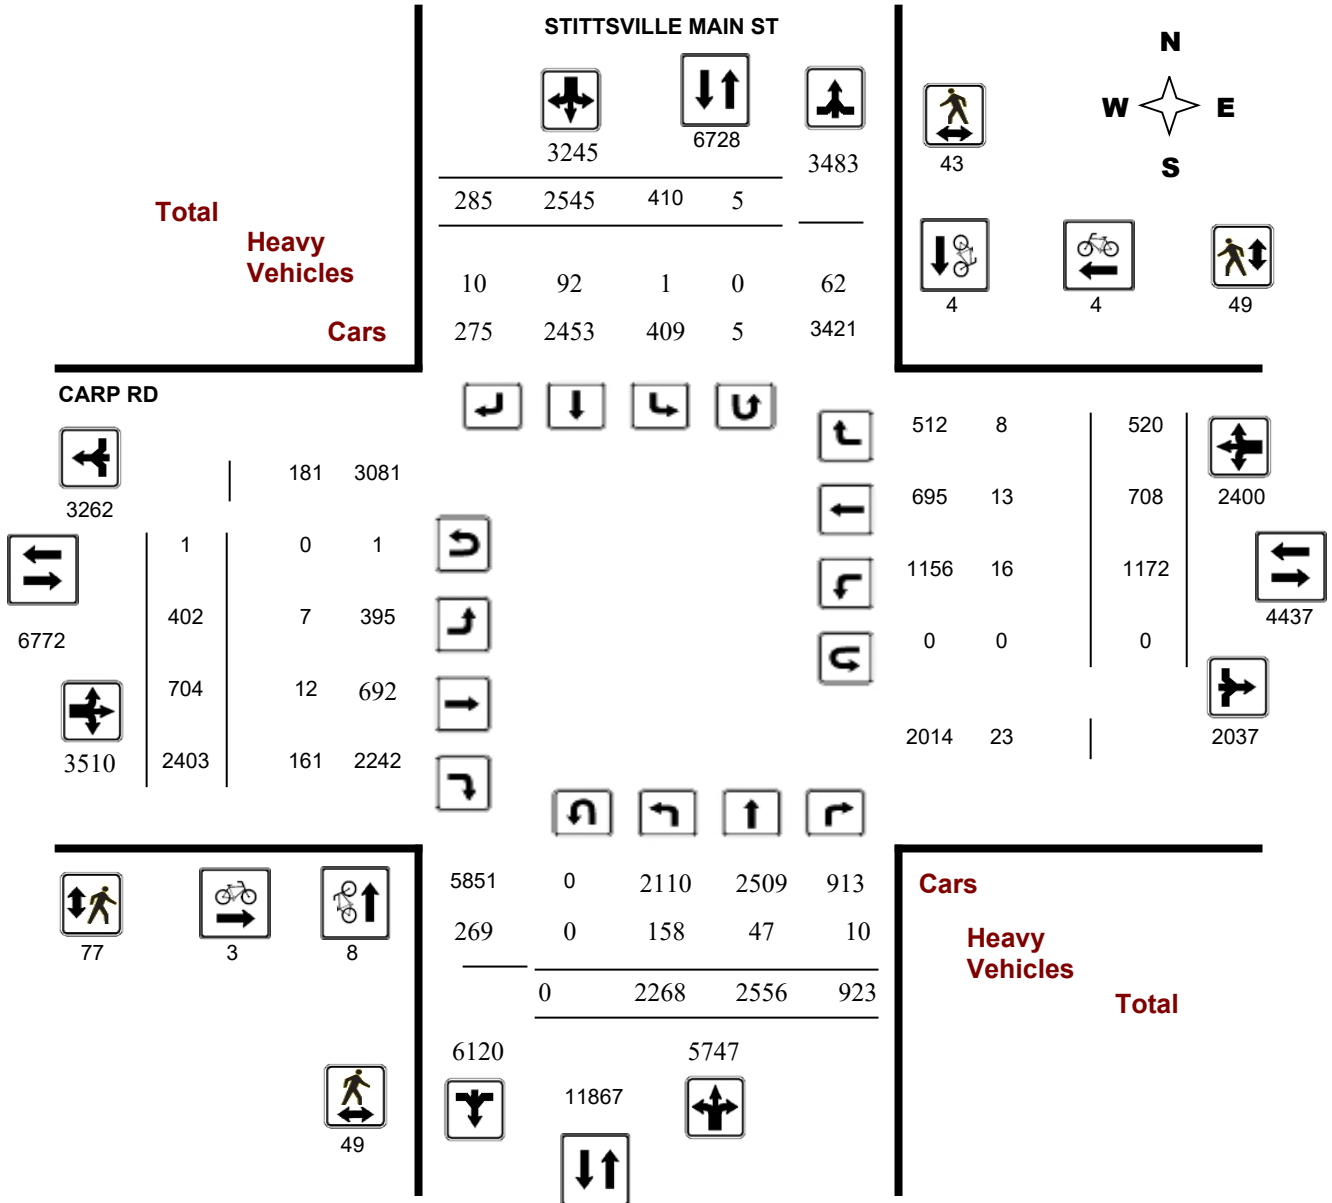 STITTSVILLE MAIN ST
N
W E
S
3245 6728 3483 43
285 2545 410 5
Total
Heavy
Vehicles
10 92 1 0 62
4 4 49
Cars 275 2453 409 5 3421
CARP RD
512 8 520
181 3081
3262
695 13 708 2400
1 0 1
1156 16 1172
402 7 395
4437
6772
0 0 0
704 12 692
2014 23 2037
3510 2403 161 2242
5851 0 2110 2509 913 Cars
269 0 158 47 10 Heavy
Vehicles
77 3 8
0 2268 2556 923 Total
6120 5747
11867
49